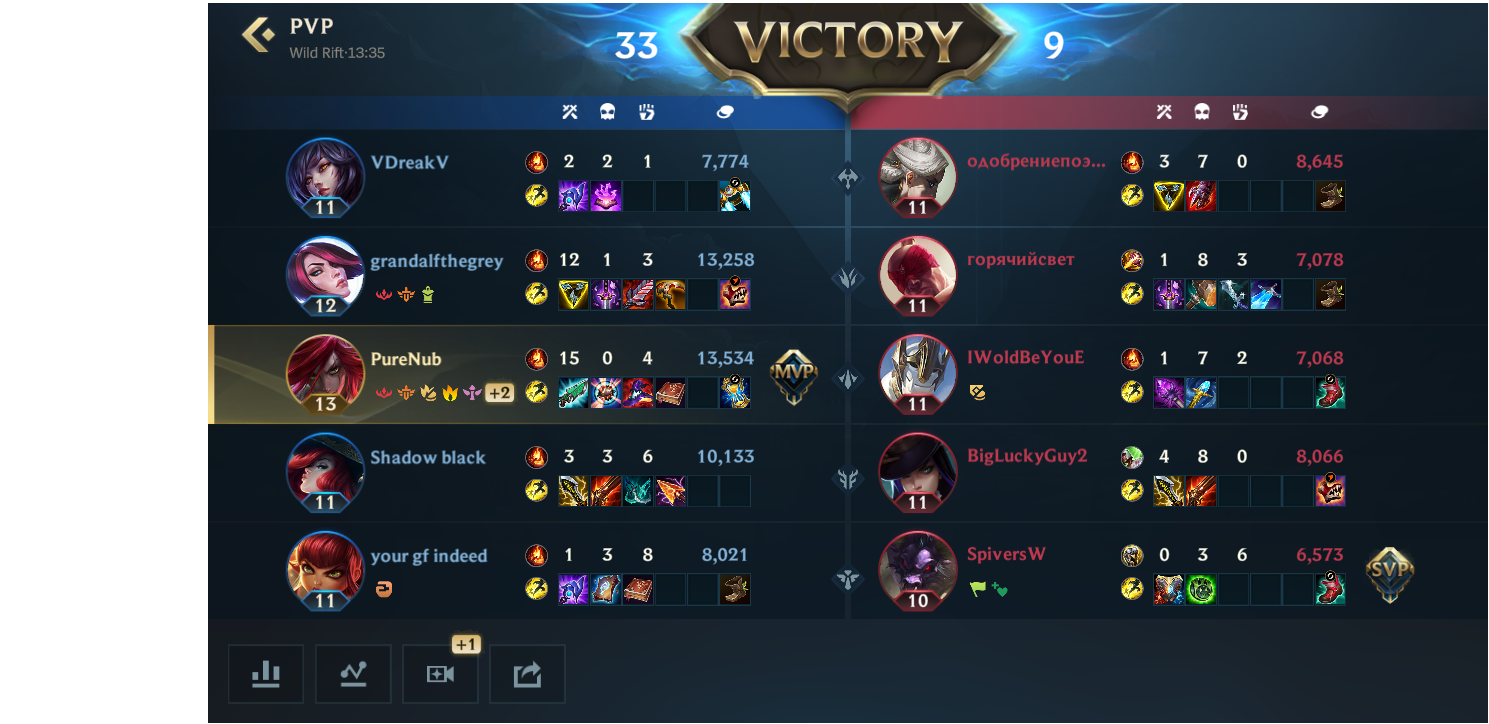 PVP
Wild Rift·13:35
33
VICTORY
9
11
VDreakV
2 2 1 7,774
11
одобрениепоэ...
3 7 0 8,645
12
grandalfthegrey
12 1 3 13,258
11
горячийсвет
1 8 3 7,078
13
PureNub
+2
15 0 4 13,534
MVP
11
IWoldBeYouE
1 7 2 7,068
11
Shadow black
3 3 6 10,133
11
BigLuckyGuy2
4 8 0 8,066
11
your gf indeed
1 3 8 8,021
10
SpiversW
0 3 6 6,573
SVP
+1